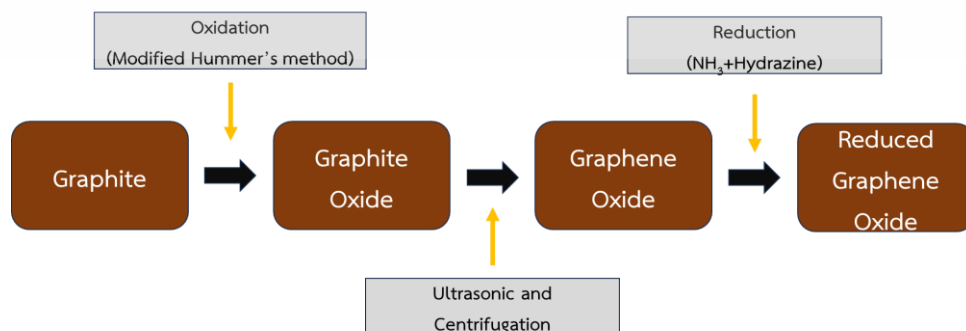 Oxidation
(Modified Hummer's method)
Reduction
(NH₃+Hydrazine)
Graphite
Graphite
Oxide
Graphene
Oxide
Reduced
Graphene
Oxide
Ultrasonic and
Centrifugation